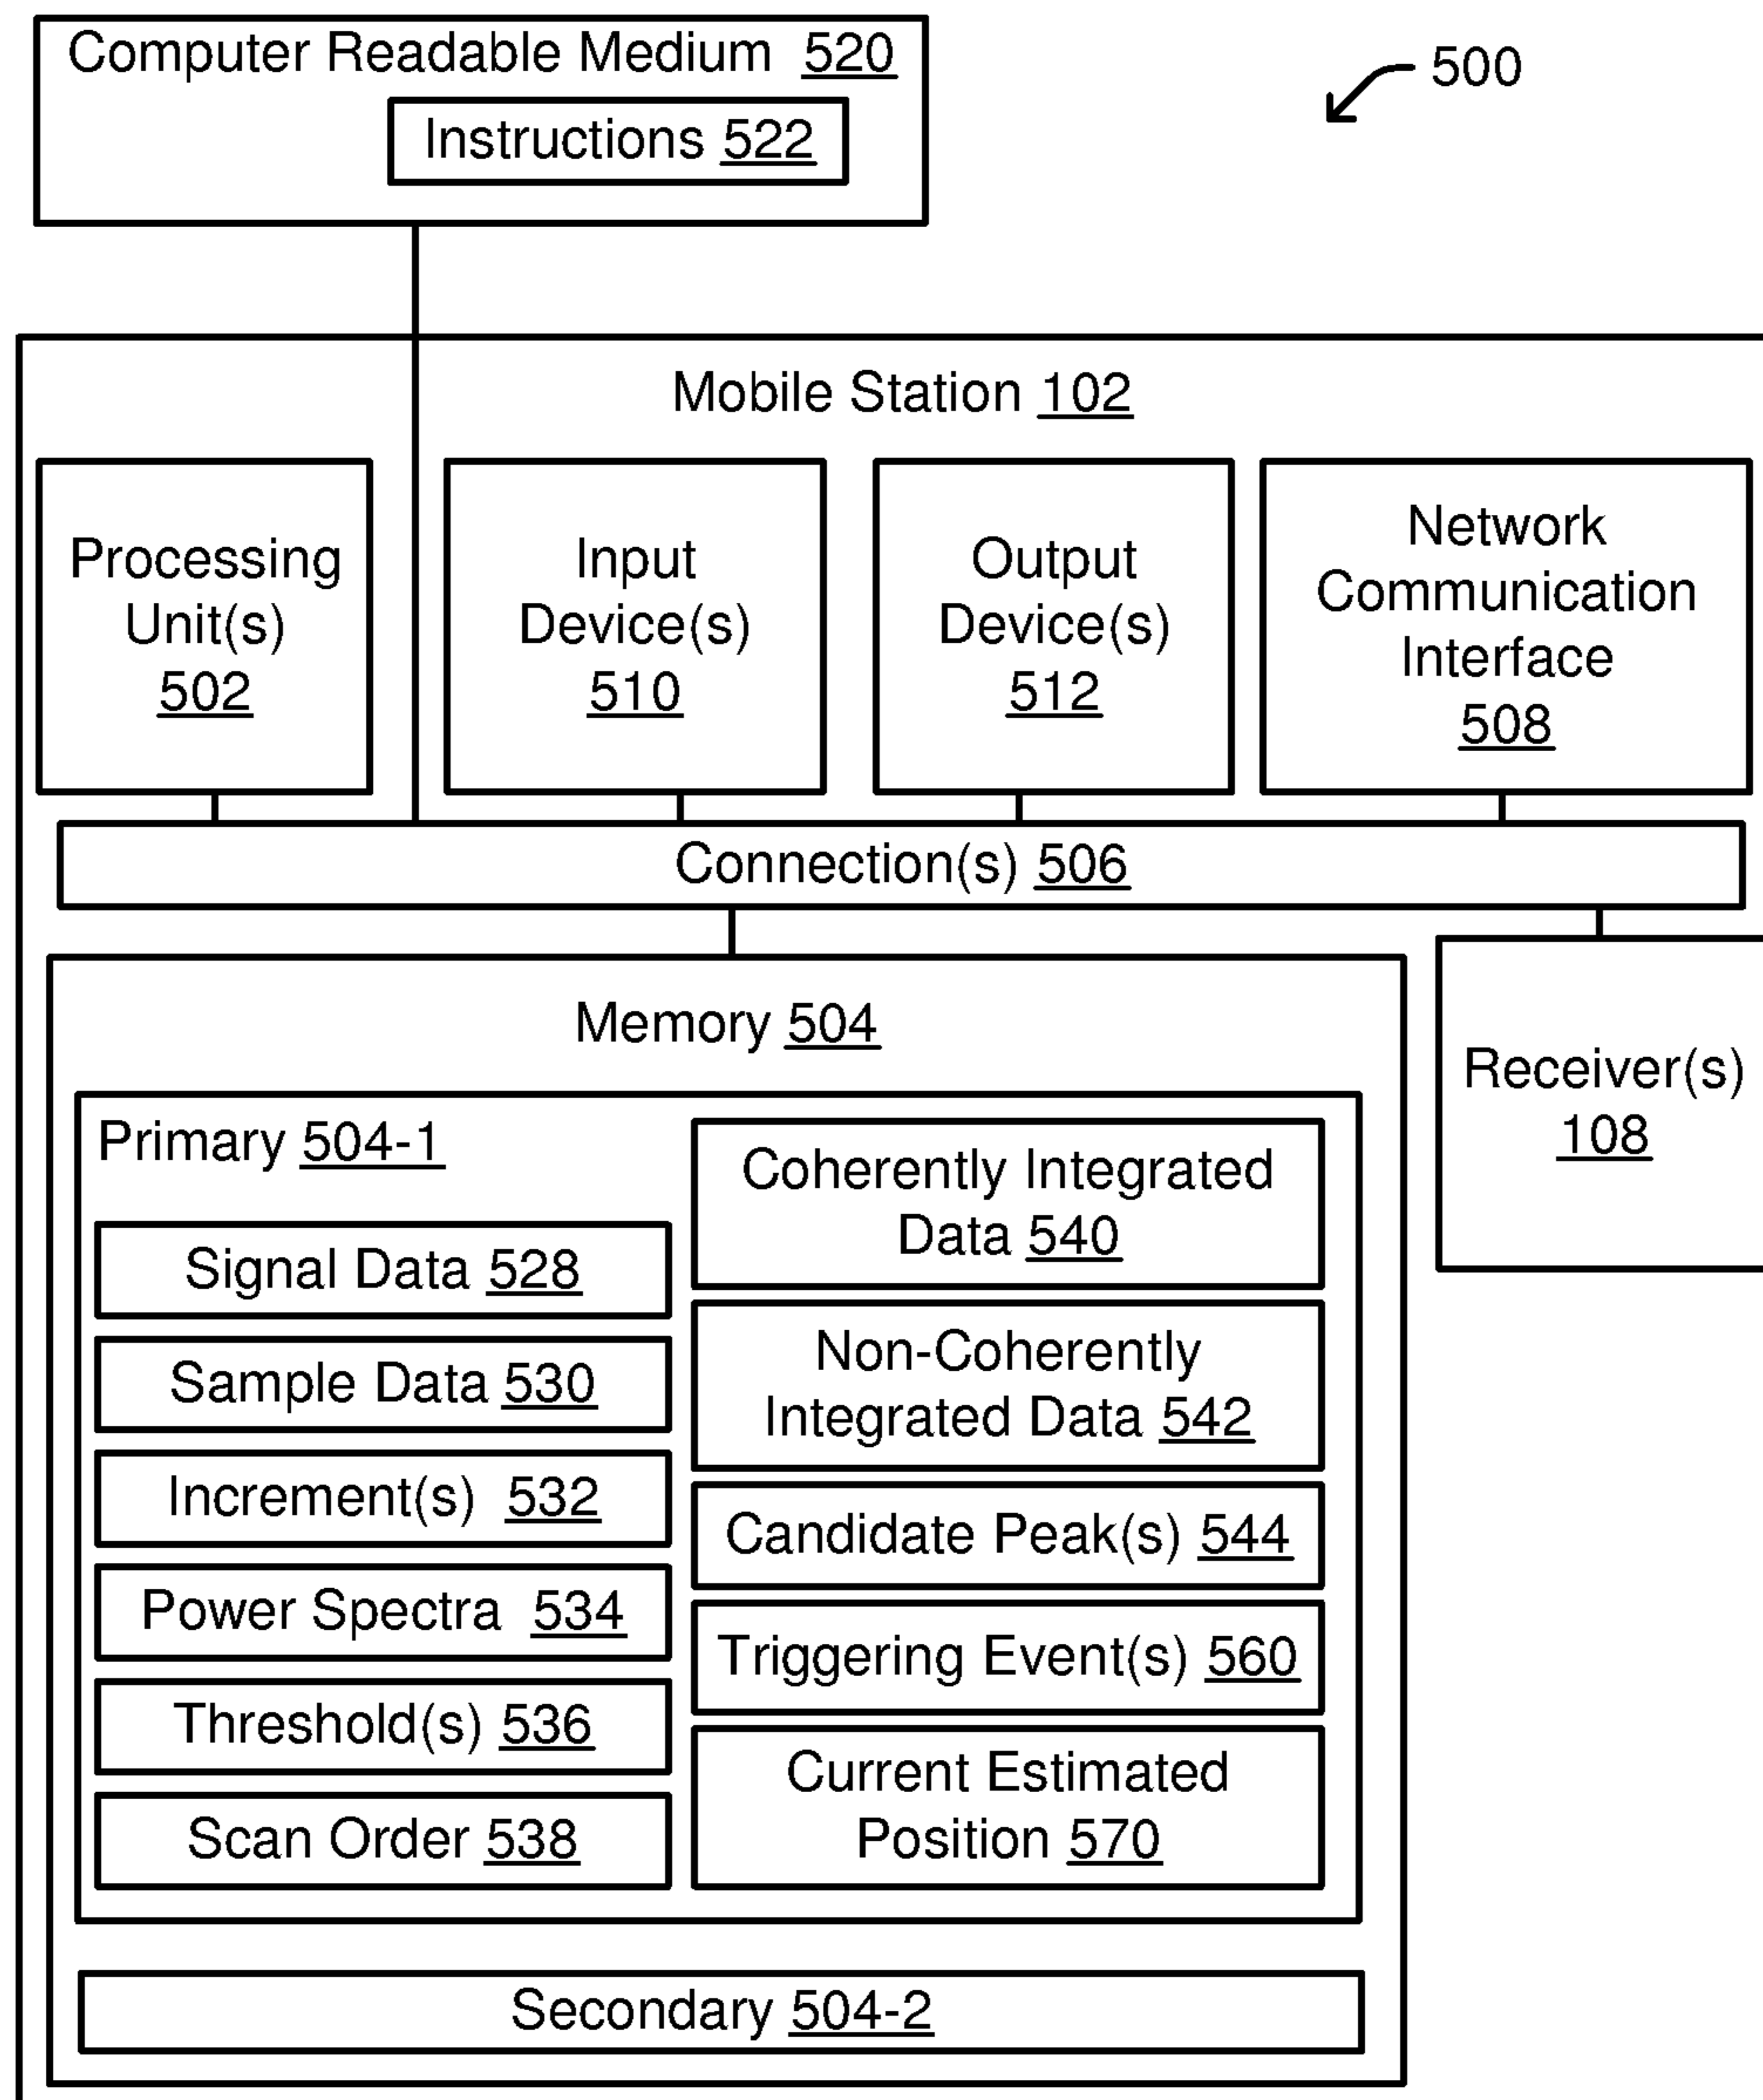 Computer Readable Medium 520
Instructions 522
500
Mobile Station 102
Processing
Unit(s)
502
Input
Device(s)
510
Output
Device(s)
512
Network
Communication
Interface
508
Connection(s) 506
Memory 504
Receiver(s)
108
Primary 504-1
Signal Data 528
Sample Data 530
Increment(s) 532
Power Spectra 534
Threshold(s) 536
Scan Order 538
Coherently Integrated
Data 540
Non-Coherently
Integrated Data 542
Candidate Peak(s) 544
Triggering Event(s) 560
Current Estimated
Position 570
Secondary 504-2